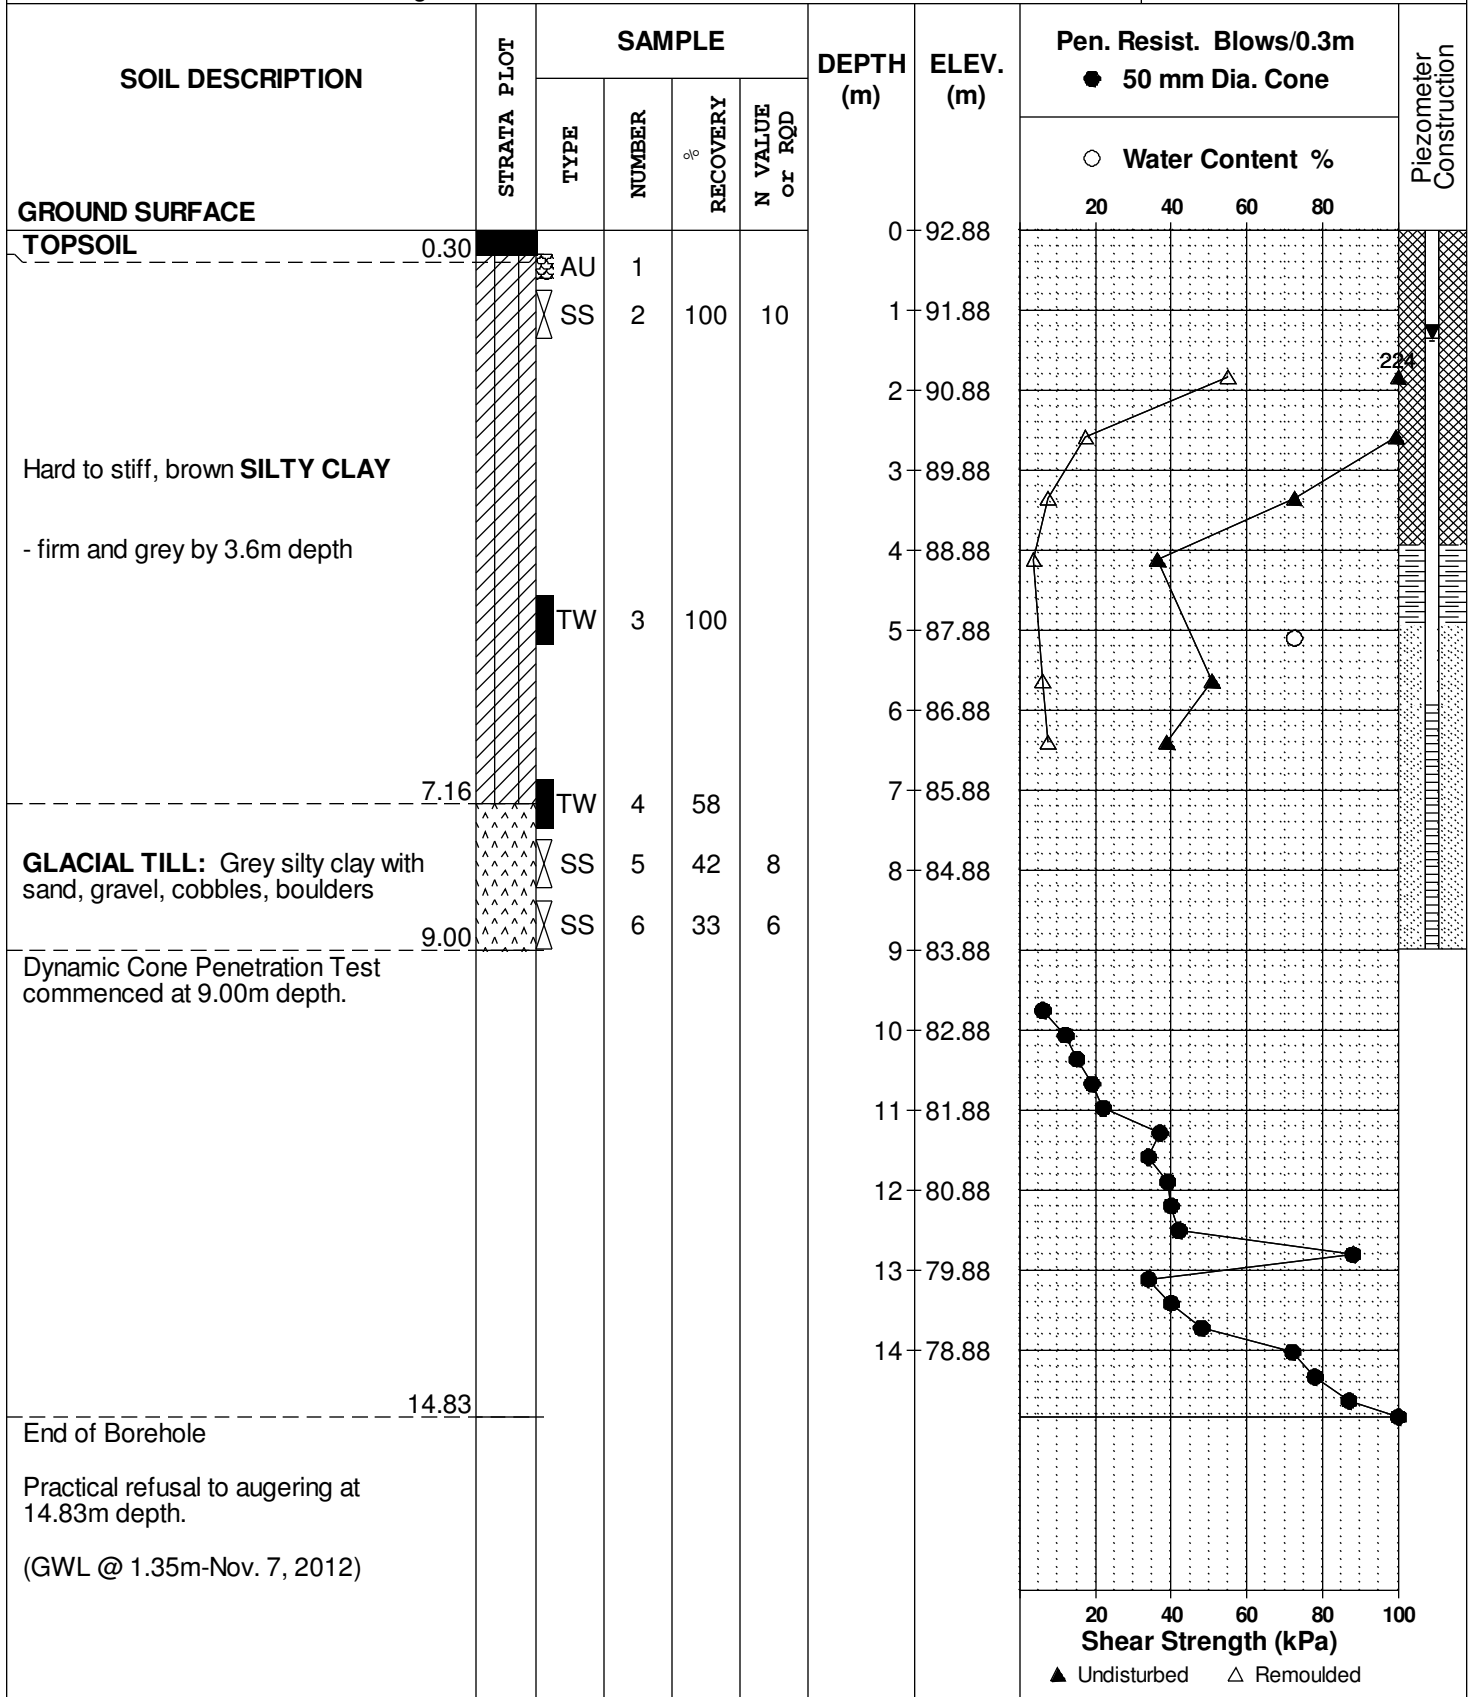 SOIL DESCRIPTION
GROUND SURFACE
STRATA PLOT
SAMPLE
TYPE
NUMBER
% RECOVERY
N VALUE or RQD
DEPTH (m)
ELEV. (m)
Pen. Resist. Blows/0.3m
● 50 mm Dia. Cone
○ Water Content %
20 40 60 80
Piezometer Construction
TOPSOIL 0.30
0 92.88
AU 1
SS 2 100 10
1 91.88
224
2 90.88
Hard to stiff, brown SILTY CLAY
3 89.88
- firm and grey by 3.6m depth
4 88.88
TW 3 100
5 87.88
6 86.88
7.16
7 85.88
TW 4 58
GLACIAL TILL: Grey silty clay with
sand, gravel, cobbles, boulders
SS 5 42 8
8 84.88
SS 6 33 6
9.00
9 83.88
Dynamic Cone Penetration Test
commenced at 9.00m depth.
10 82.88
11 81.88
12 80.88
13 79.88
14 78.88
14.83
End of Borehole
Practical refusal to augering at
14.83m depth.
(GWL @ 1.35m-Nov. 7, 2012)
20 40 60 80 100
Shear Strength (kPa)
▲ Undisturbed △ Remoulded